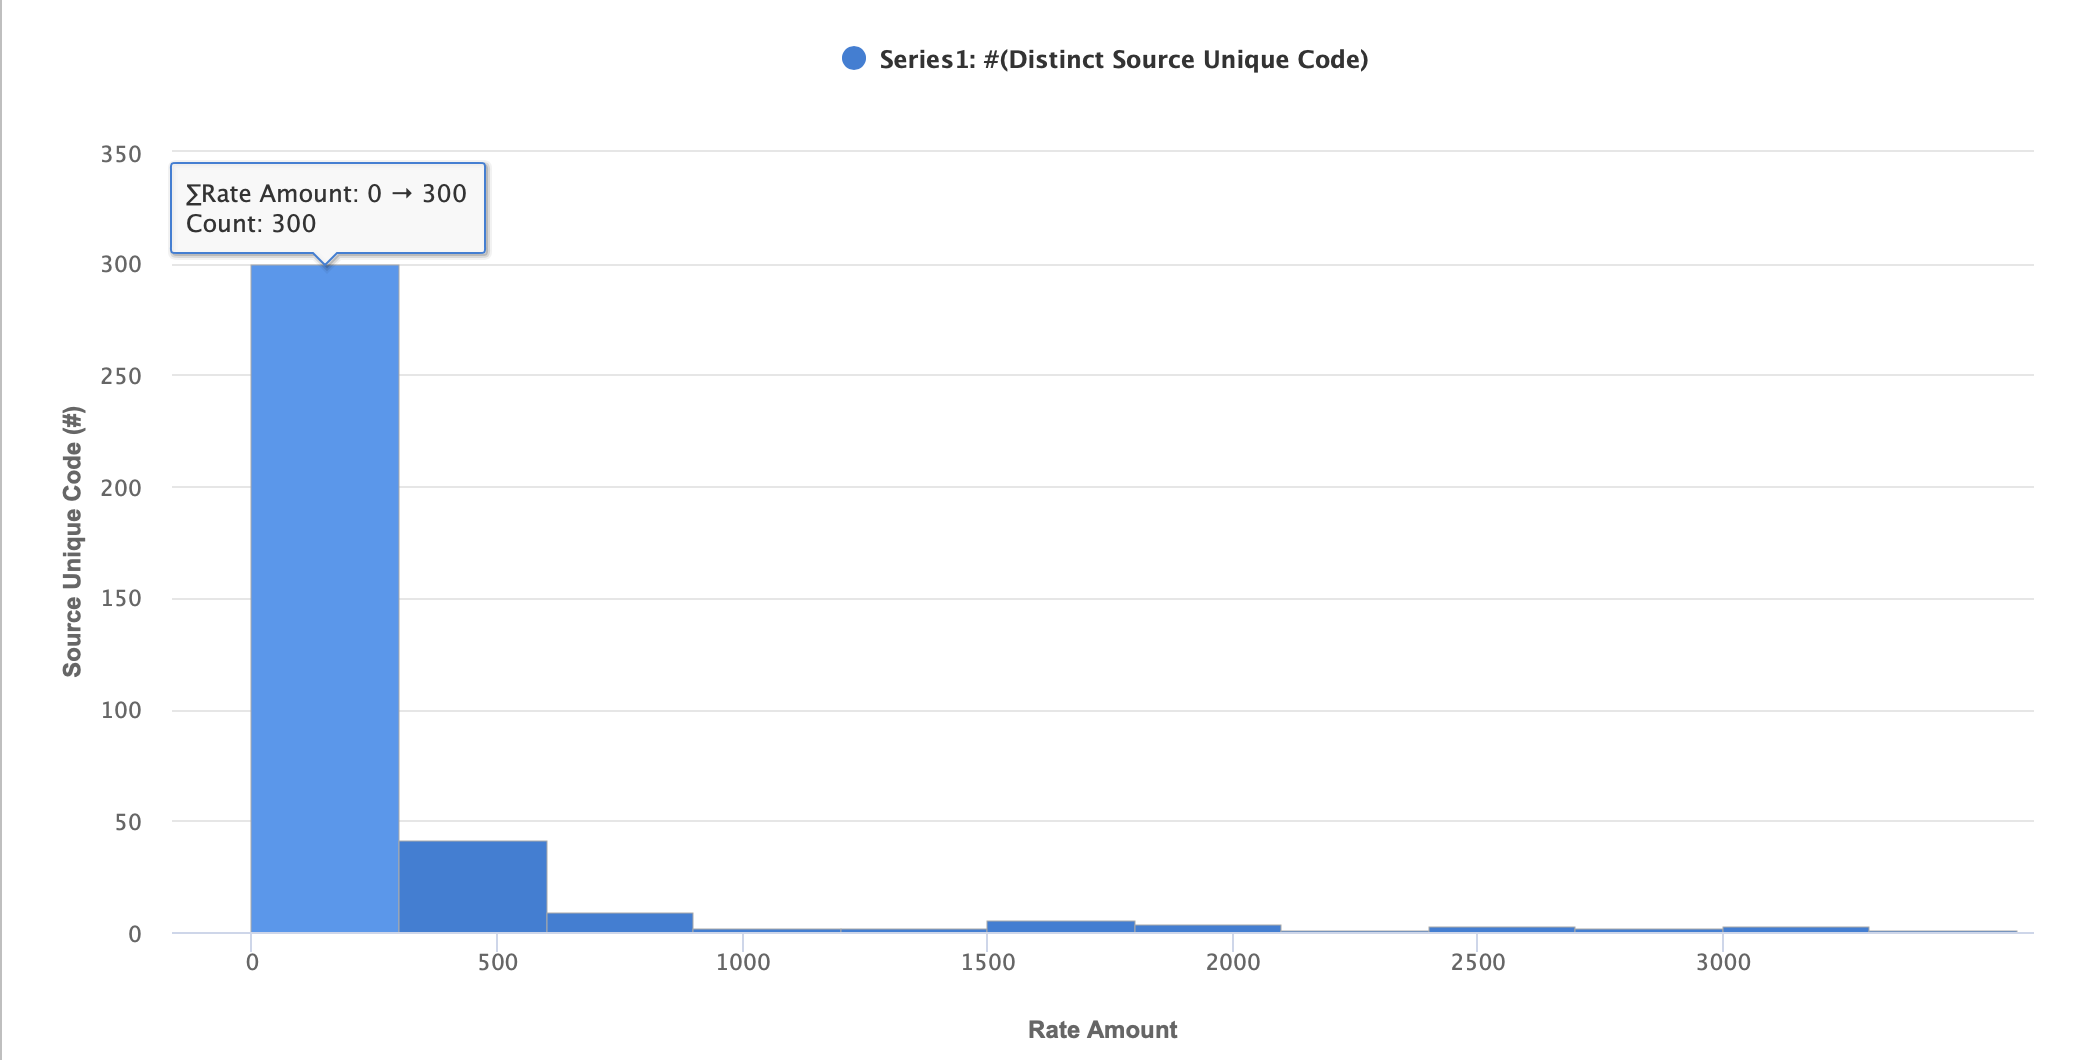 Series1: #(Distinct Source Unique Code)
350
∑Rate Amount: 0 → 300
Count: 300
300
250
200
150
100
50
0
Source Unique Code (#)
0 500 1000 1500 2000 2500 3000
Rate Amount